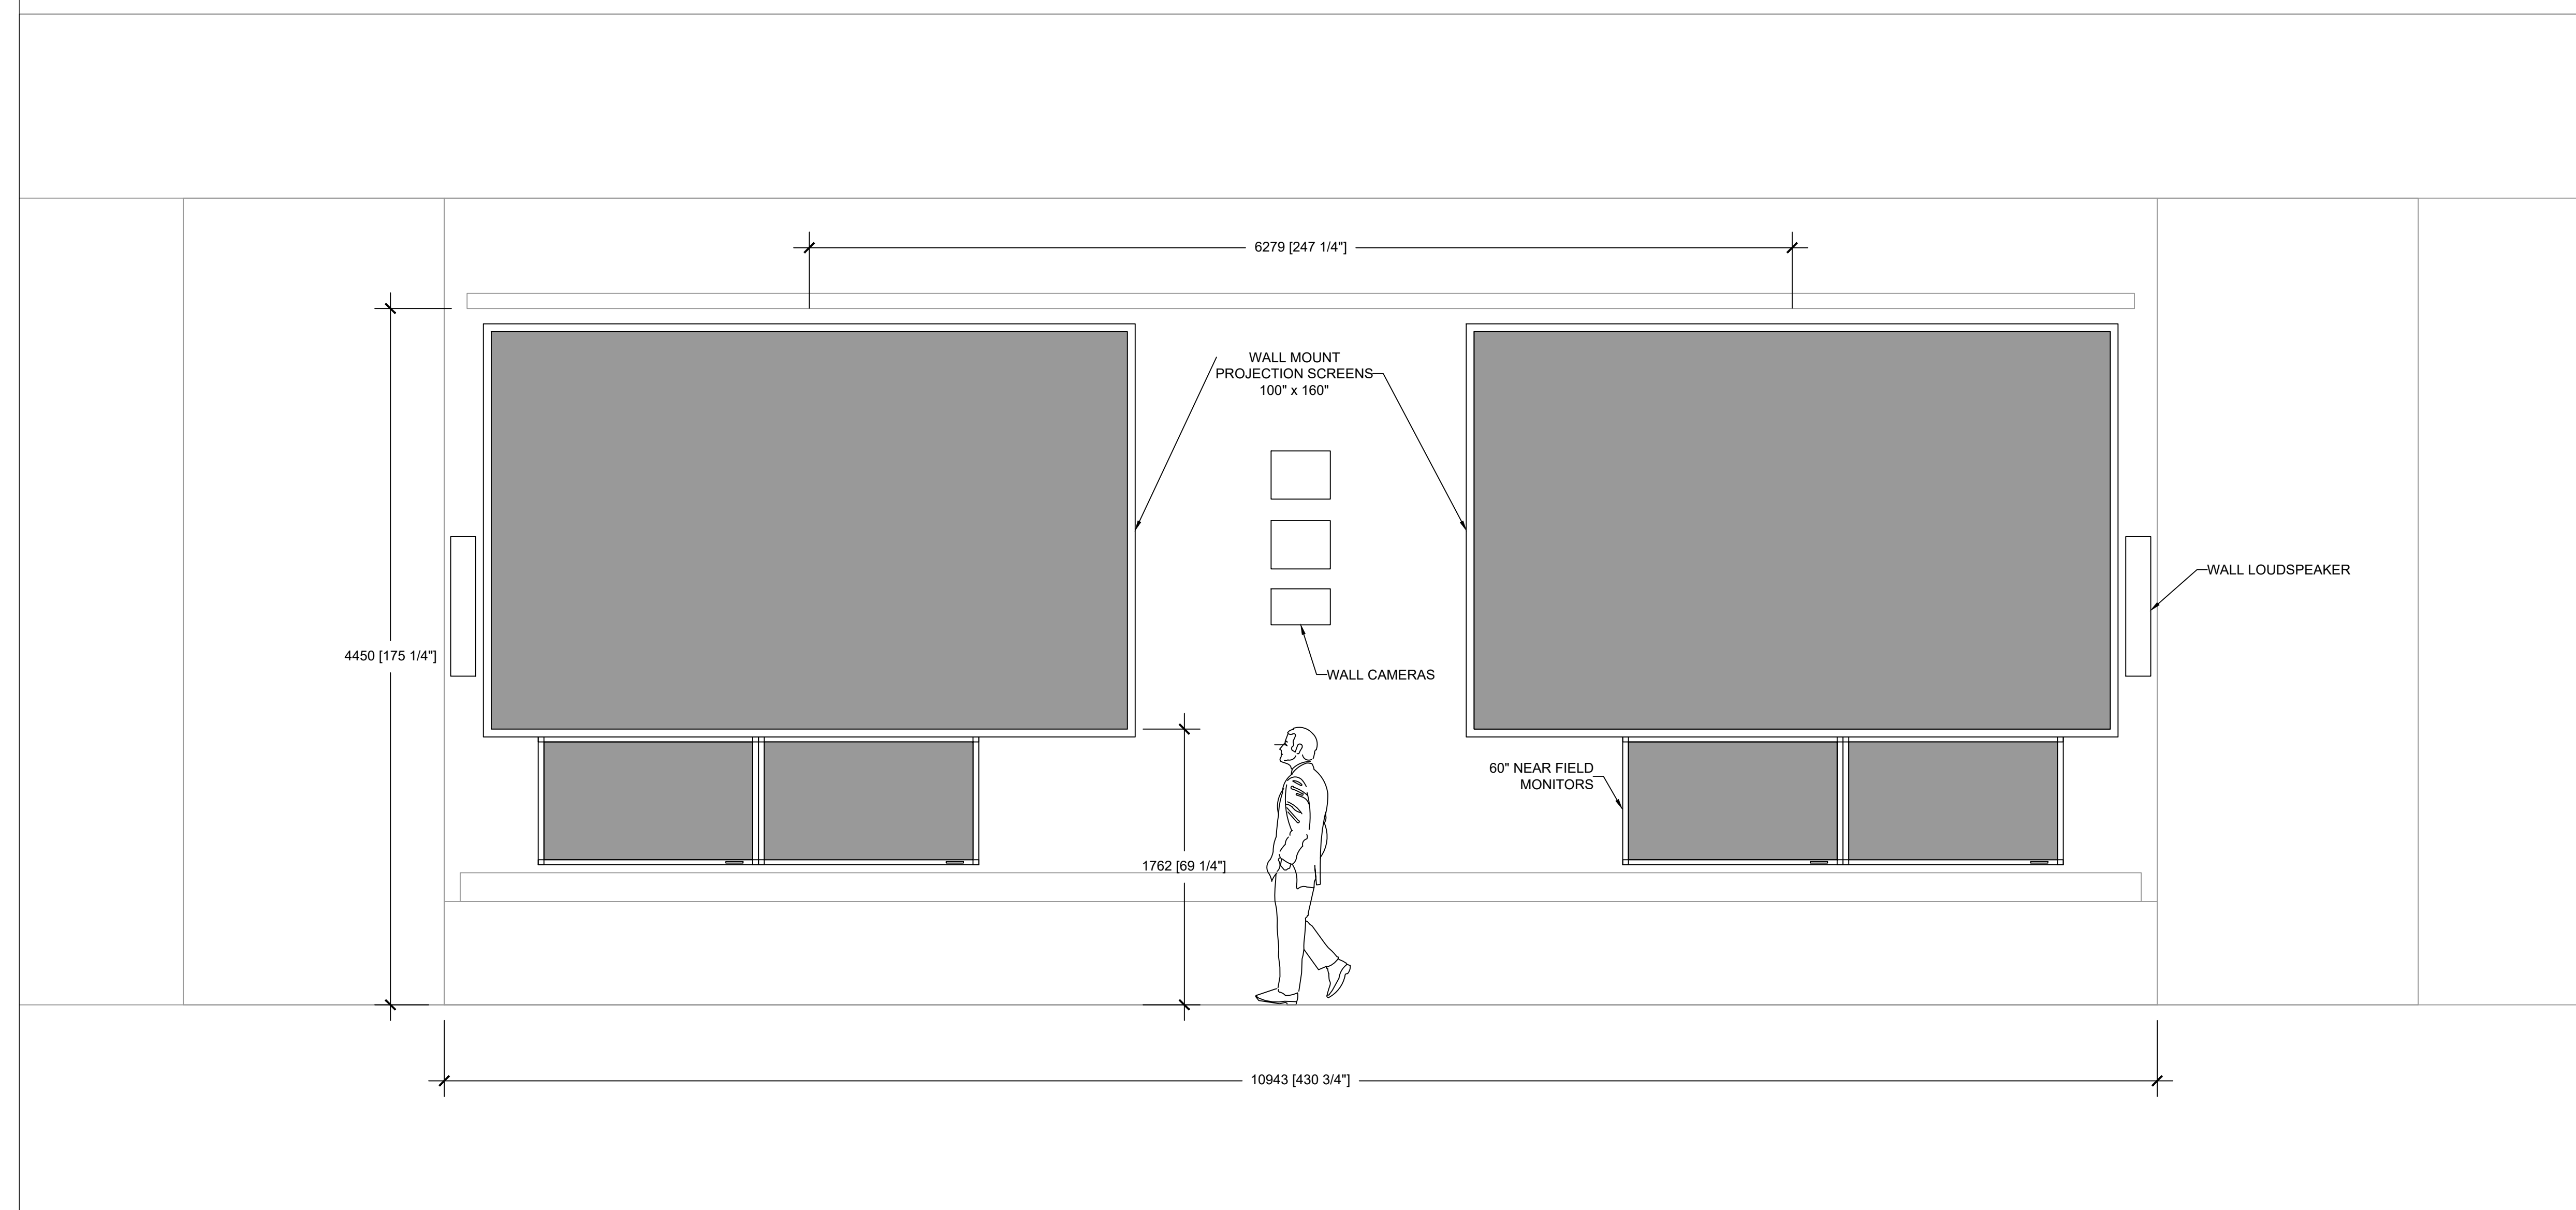 6279 [247 1/4"]
WALL MOUNT
PROJECTION SCREENS
100" x 160"
WALL LOUDSPEAKER
4450 [175 1/4"]
WALL CAMERAS
60" NEAR FIELD
MONITORS
1762 [69 1/4"]
10943 [430 3/4"]